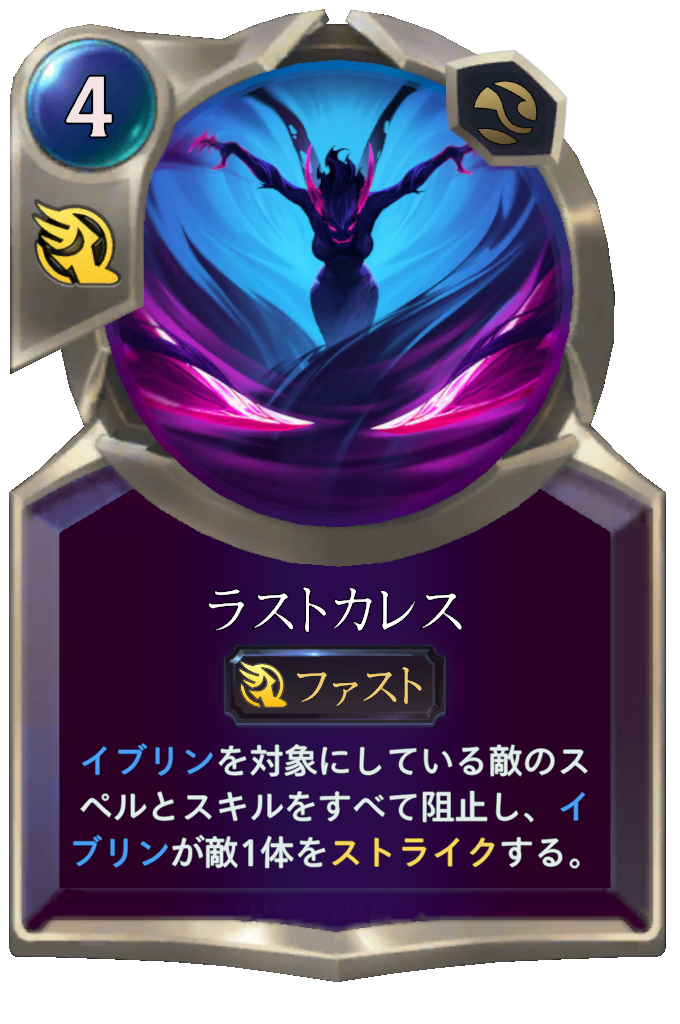 4
ラストカレス
ファスト
イブリンを対象にしている敵のス
ペルとスキルをすべて阻止し、イ
ブリンが敵1体をストライクする。